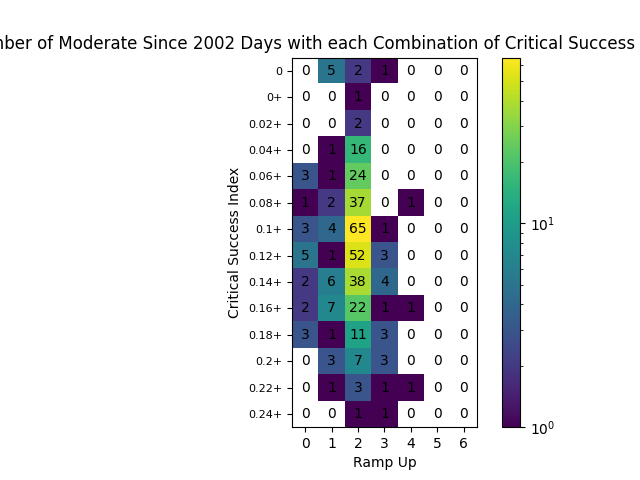 of Moderate Since 2002 Days with each Combination of Critical Success
0 0 5 2 1 0 0 0
0+ 0 0 1 0 0 0 0
0.02+ 0 0 2 0 0 0 0
0.04+ 0 1 16 0 0 0 0
0.06+ 3 1 24 0 0 0 0
0.08+ 1 2 37 0 1 0 0
0.1+ 3 4 65 1 0 0 0
0.12+ 5 1 52 3 0 0 0
0.14+ 2 6 38 4 0 0 0
0.16+ 2 7 22 1 1 0 0
0.18+ 3 1 11 3 0 0 0
0.2+ 0 3 7 3 0 0 0
0.22+ 0 1 3 1 1 0 0
0.24+ 0 0 1 1 0 0 0
0 1 2 3 4 5 6
Ramp Up
Critical Success Index
10¹
10⁰